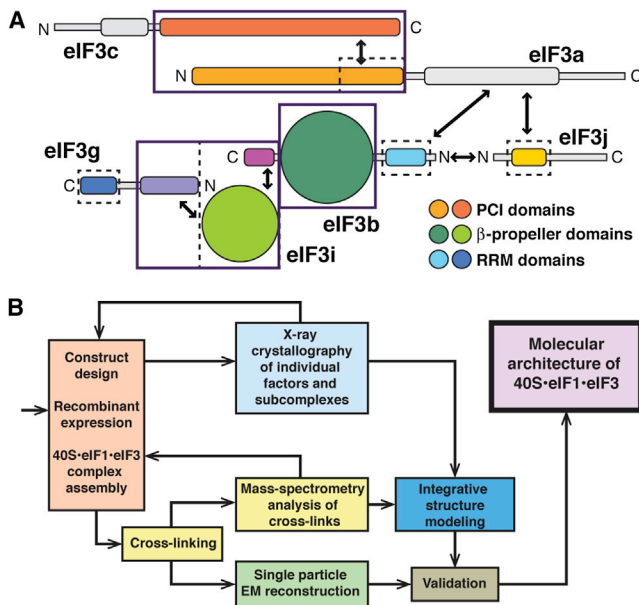 A
N
C
eIF3c
eIF3a
N
C
eIF3g
C
N
C
N
N
C
eIF3j
eIF3b
eIF3i
PCI domains
β-propeller domains
RRM domains
B
Construct
design
Recombinant
expression
40S•eIF1•eIF3
complex
assembly
X-ray
crystallography
of individual
factors and
subcomplexes
Molecular
architecture of
40S•eIF1•eIF3
Mass-spectrometry
analysis of
cross-links
Integrative
structure
modeling
Cross-linking
Single particle
EM reconstruction
Validation